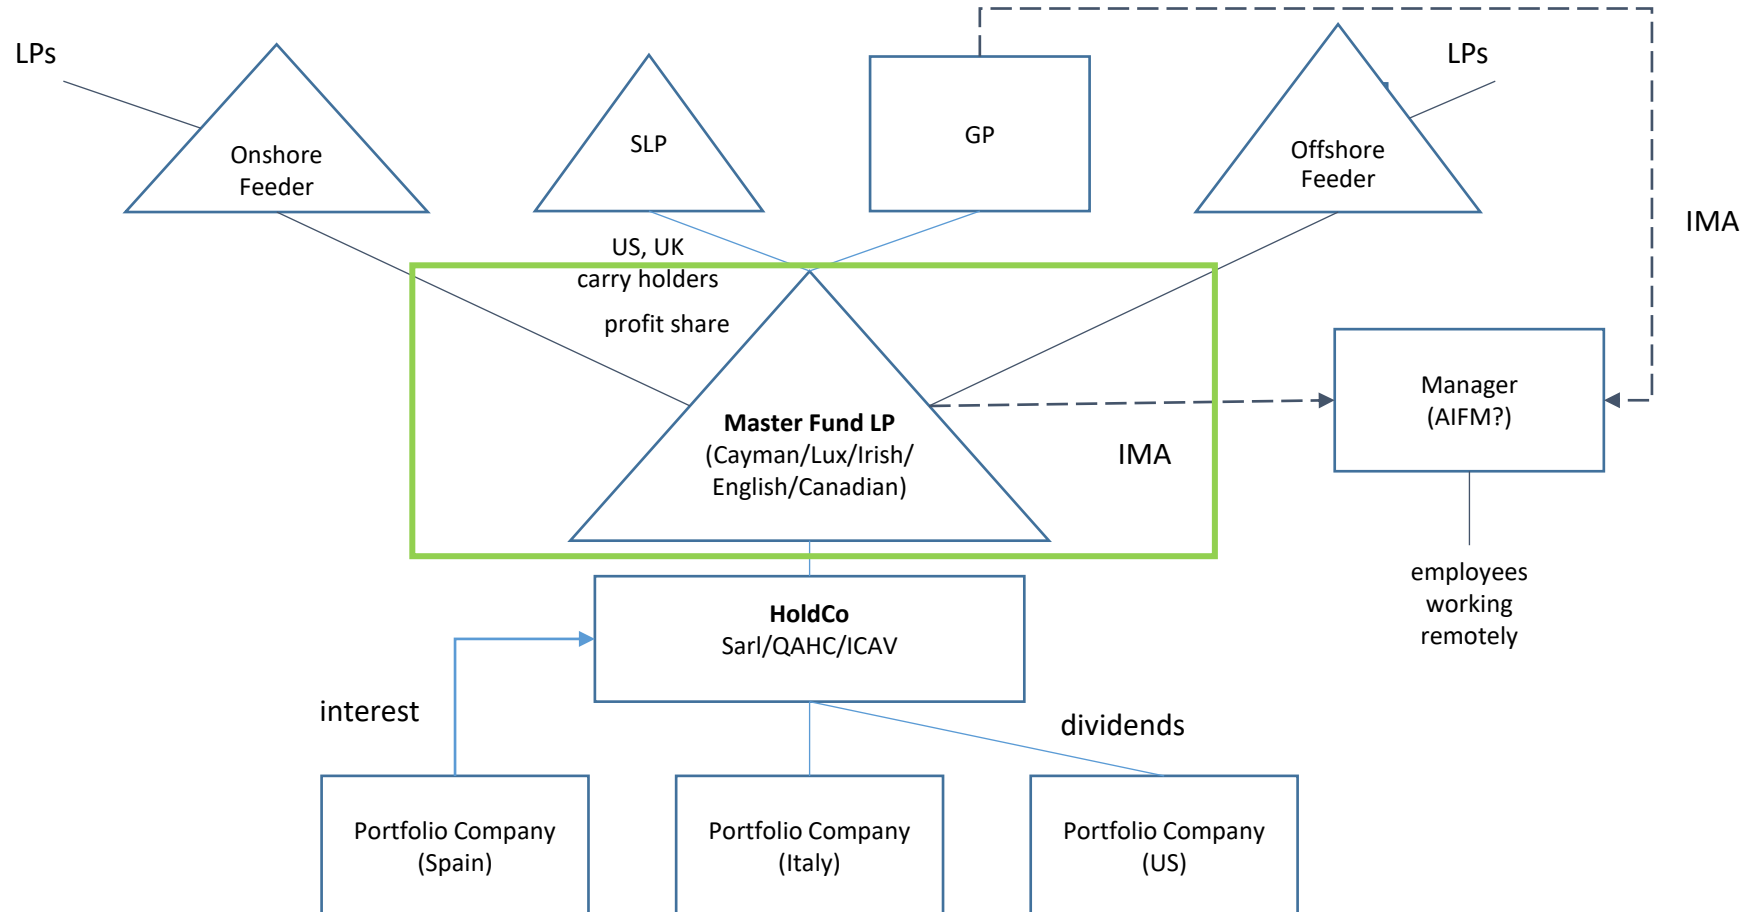 LPs
LPs
Onshore
Feeder
SLP
GP
Offshore
Feeder
IMA
US, UK
carry holders
profit share
Master Fund LP
(Cayman/Lux/Irish/
English/Canadian)
IMA
Manager
(AIFM?)
employees
working
remotely
HoldCo
Sarl/QAHC/ICAV
interest
dividends
Portfolio Company
(Spain)
Portfolio Company
(Italy)
Portfolio Company
(US)